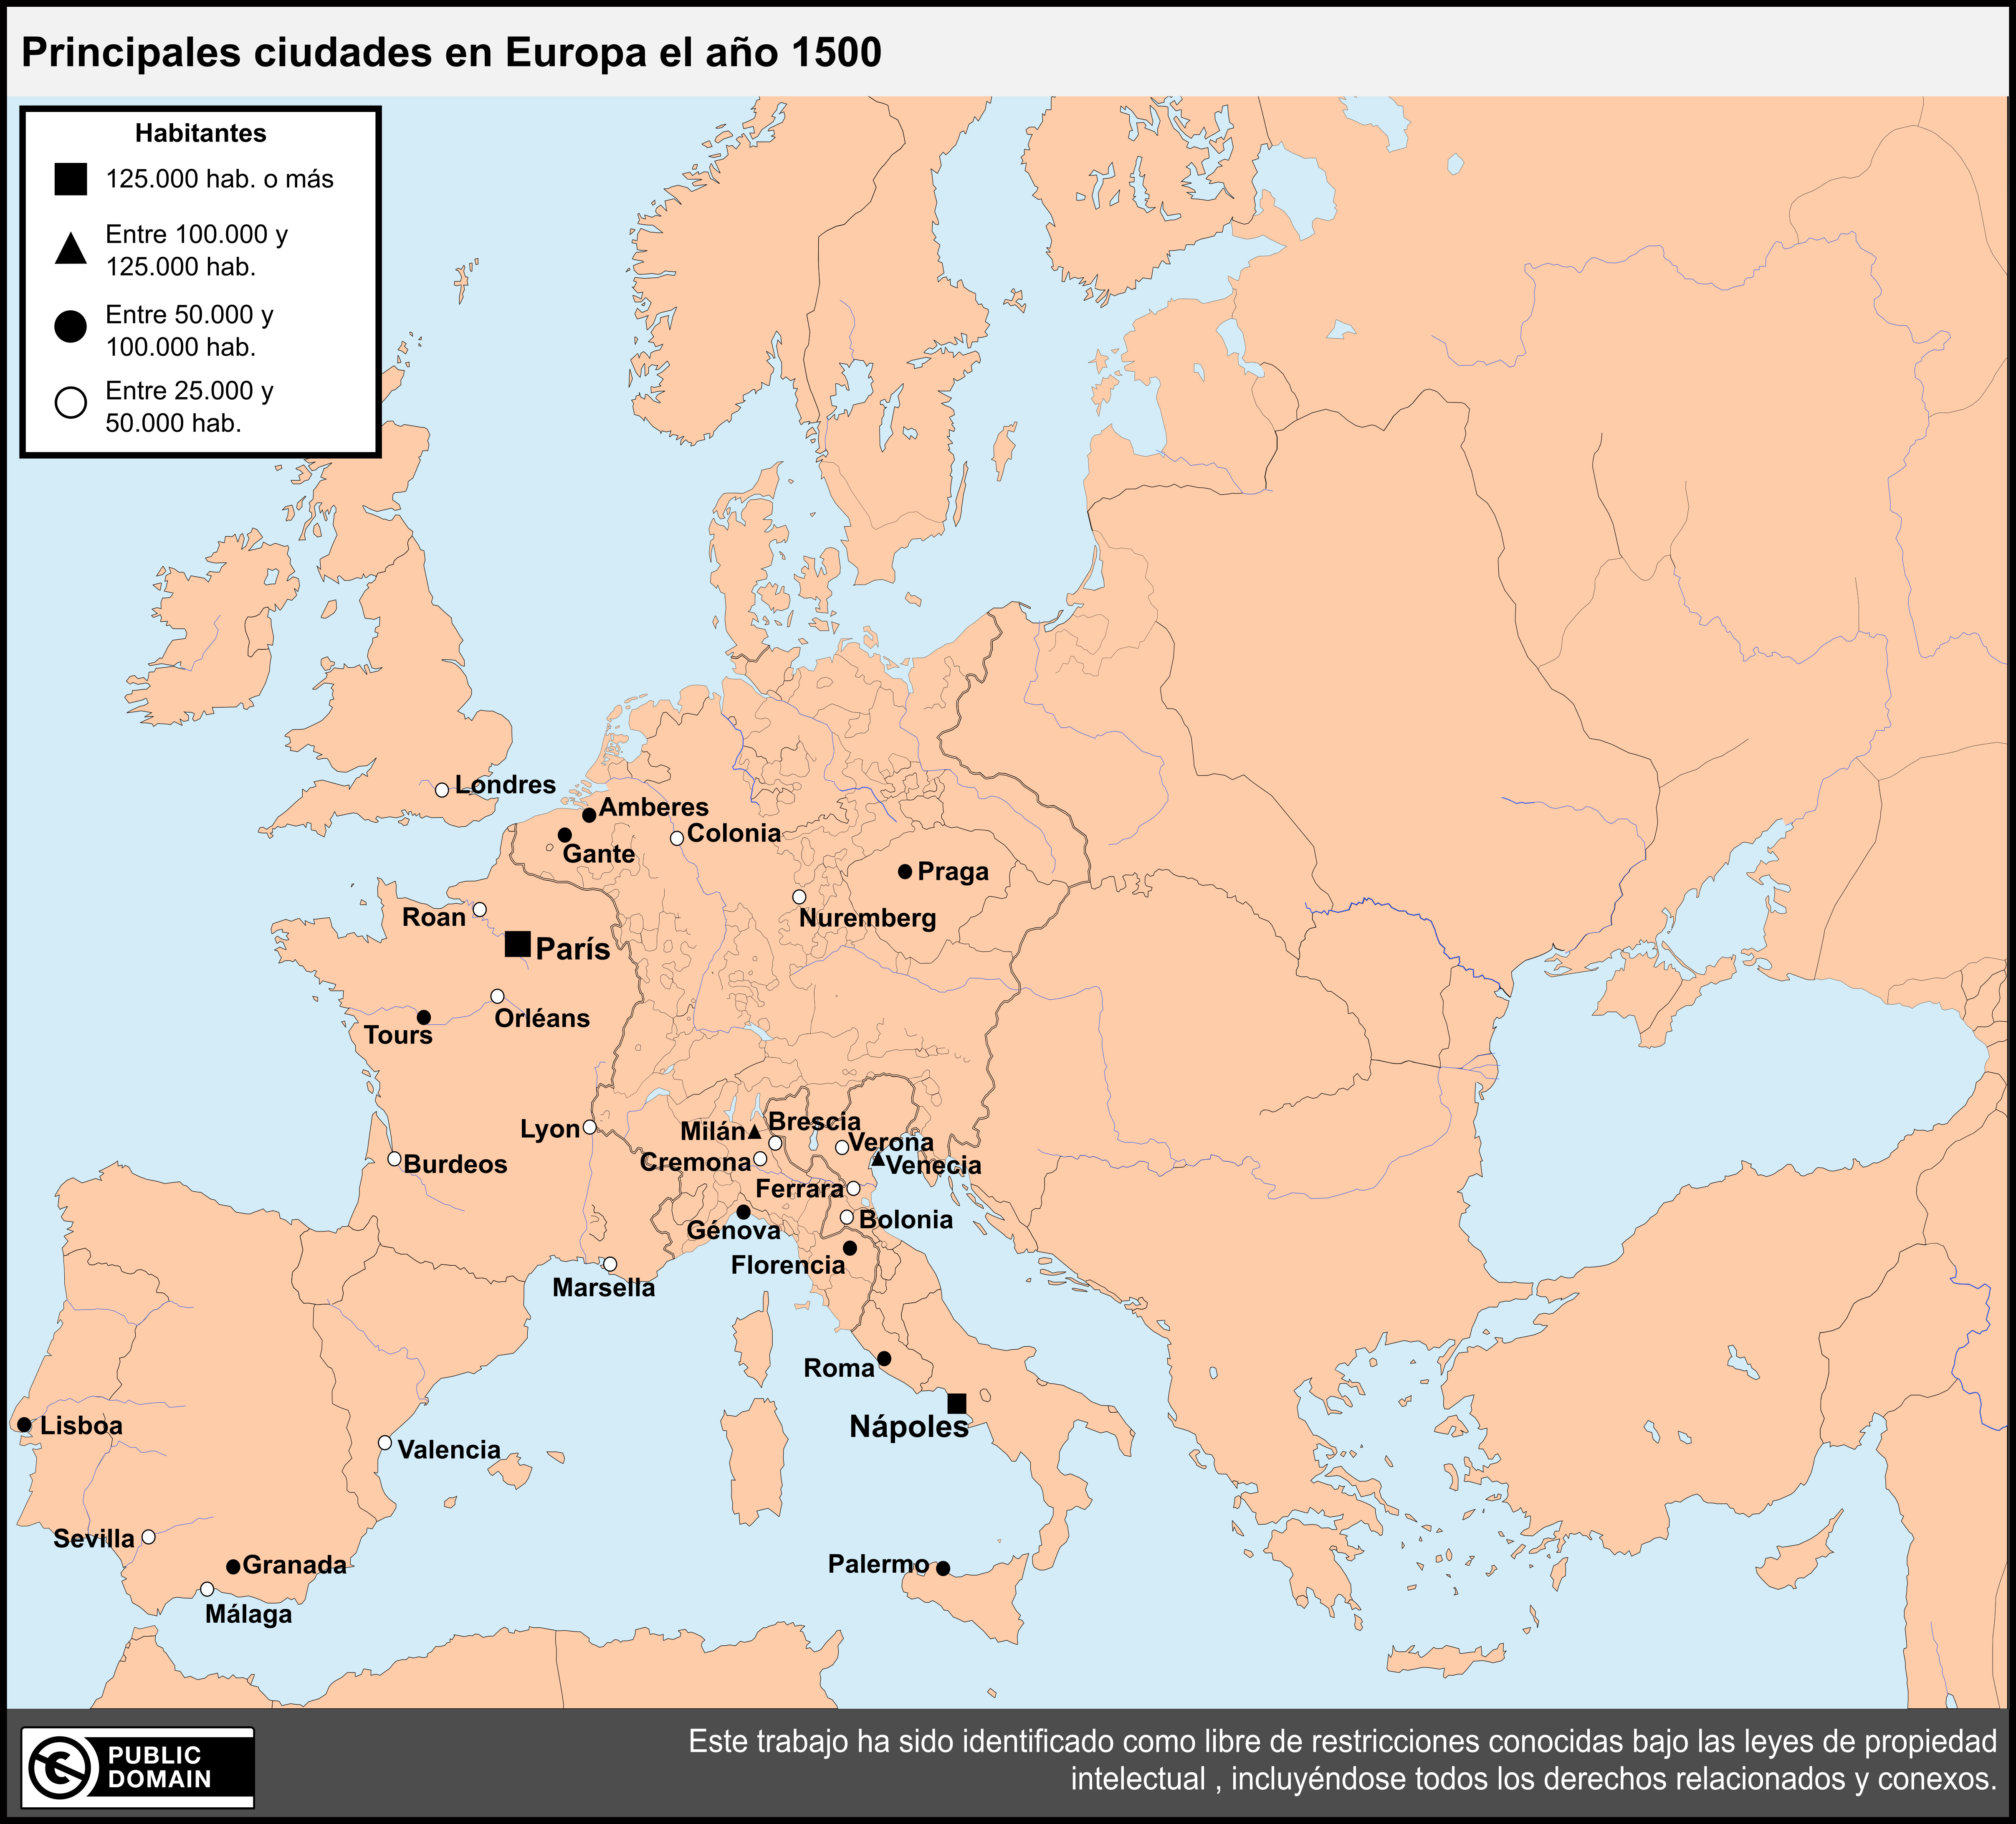 Principales ciudades en Europa el año 1500
Habitantes
125.000 hab. o más
Entre 100.000 y
125.000 hab.
Entre 50.000 y
100.000 hab.
Entre 25.000 y
50.000 hab.
Londres
Amberes
Colonia
Gante
Praga
Roan
Nuremberg
París
Orléans
Tours
Lyon
Milán
Brescia
Verona
Burdeos
Cremona
Venecia
Ferrara
Génova
Bolonia
Florencia
Marsella
Roma
Lisboa
Nápoles
Valencia
Sevilla
Granada
Palermo
Málaga
PUBLIC
DOMAIN
Este trabajo ha sido identificado como libre de restricciones conocidas bajo las leyes de propiedad
intelectual , incluyéndose todos los derechos relacionados y conexos.